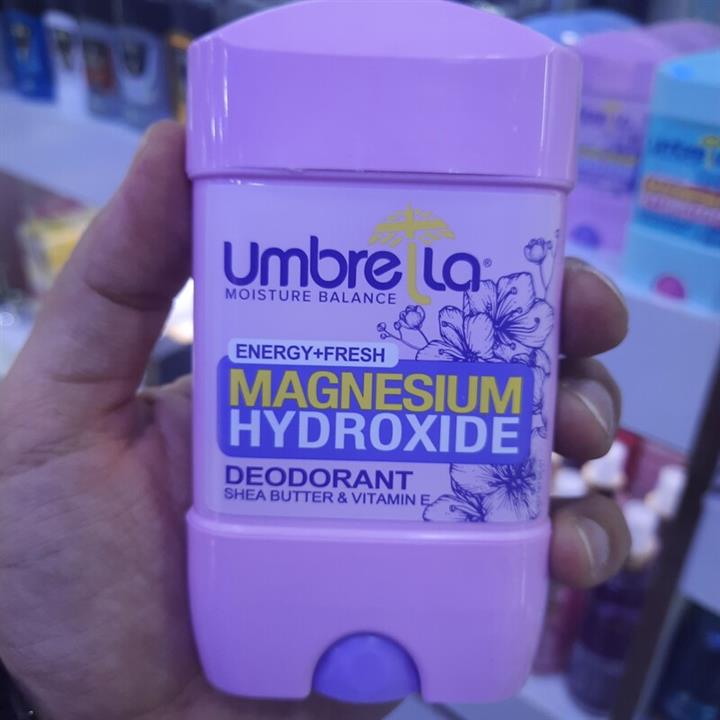 umbrella®
MOISTURE BALANCE
ENERGY+FRESH
MAGNESIUM
HYDROXIDE
DEODORANT
SHEA BUTTER & VITAMIN E